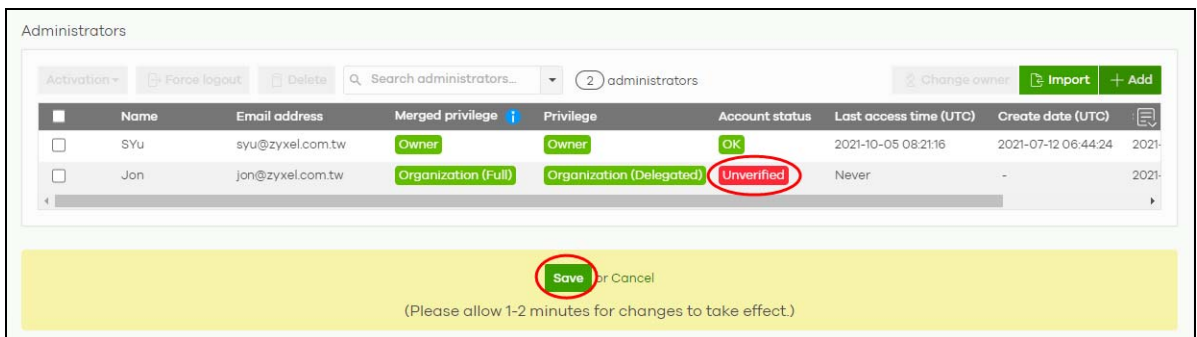 Administrators
Activation Force logout Delete Search administrators... 2 administrators Change owner Import + Add
Name Email address Merged privilege i Privilege Account status Last access time (UTC) Create date (UTC)
SYu syu@zyxel.com.tw Owner Owner OK 2021-10-05 08:21:16 2021-07-12 06:44:24 2021-
Jon jon@zyxel.com.tw Organization (Full) Organization (Delegated) Unverified Never - 2021-
Save or Cancel
(Please allow 1-2 minutes for changes to take effect.)